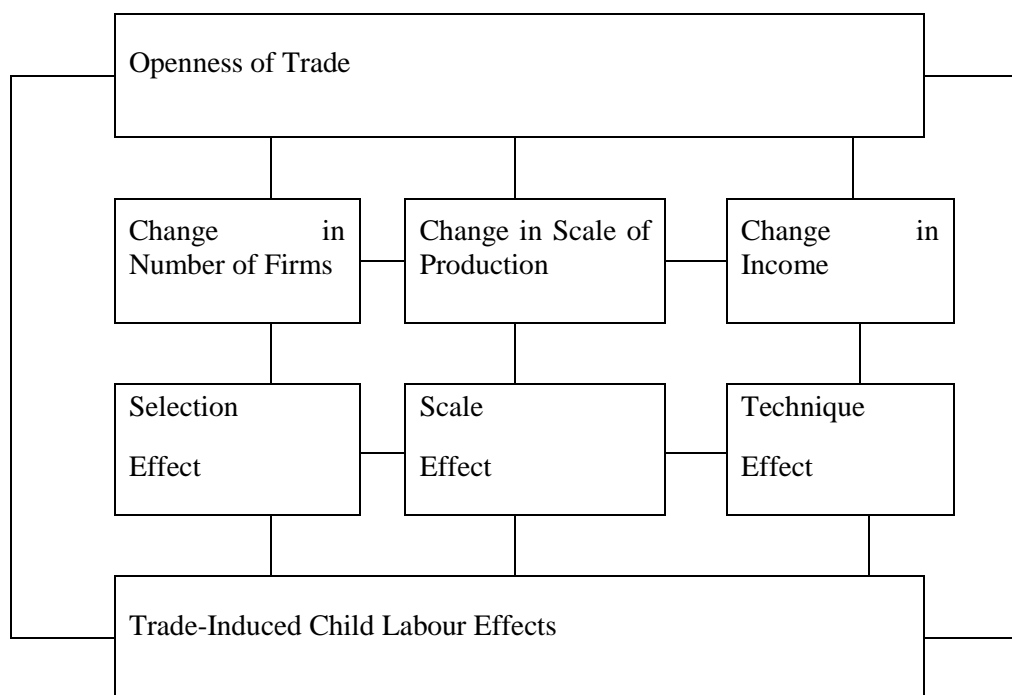 Openness of Trade
Change in
Number of Firms
Change in Scale of
Production
Change in
Income
Selection
Effect
Scale
Effect
Technique
Effect
Trade-Induced Child Labour Effects